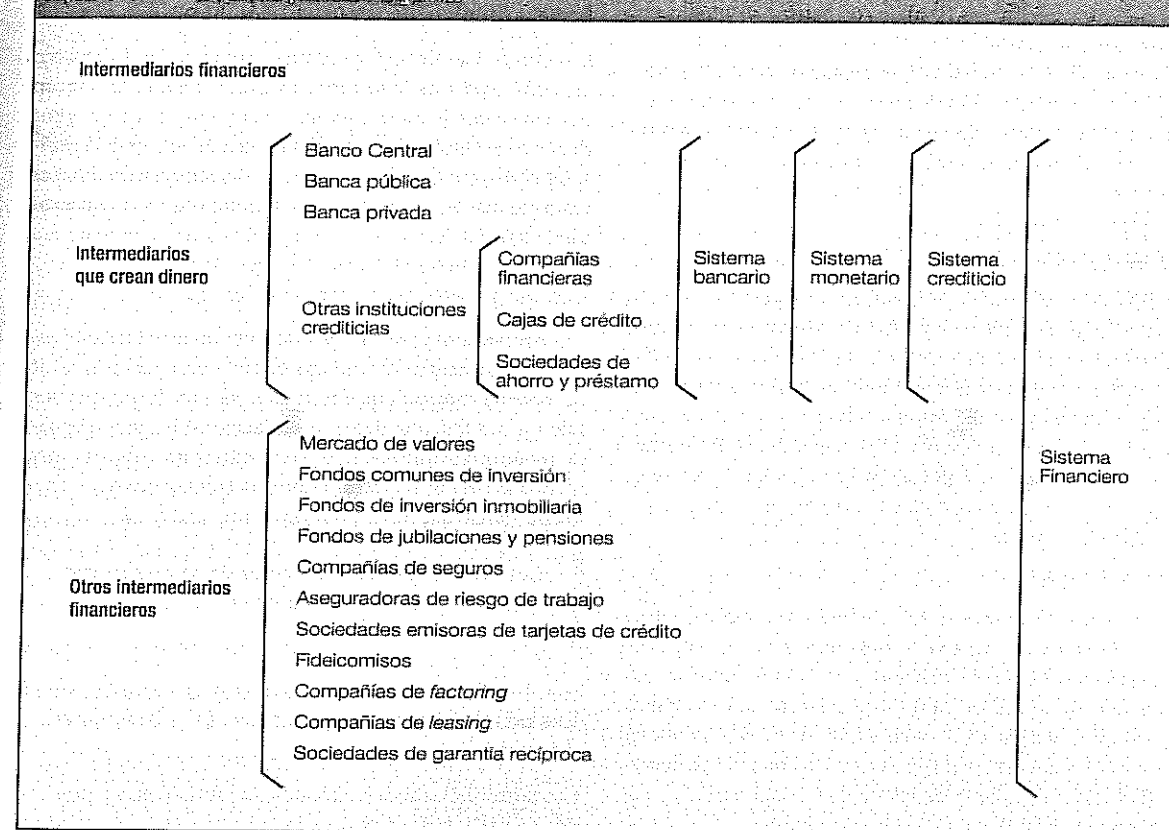 Intermediarios financieros
Banco Central
Banca pública
Banca privada
Intermediarios
que crean dinero
Otras instituciones
crediticias
Compañías
financieras
Cajas de crédito
Sociedades de
ahorro y préstamo
Sistema
bancario
Sistema
monetario
Sistema
crediticio
Mercado de valores
Fondos comunes de inversión
Fondos de inversión inmobiliaria
Fondos de jubilaciones y pensiones
Compañías de seguros
Otros intermediarios
financieros
Aseguradoras de riesgo de trabajo
Sociedades emisoras de tarjetas de crédito
Fideicomisos
Compañías de factoring
Compañías de leasing
Sociedades de garantía recíproca
Sistema
Financiero